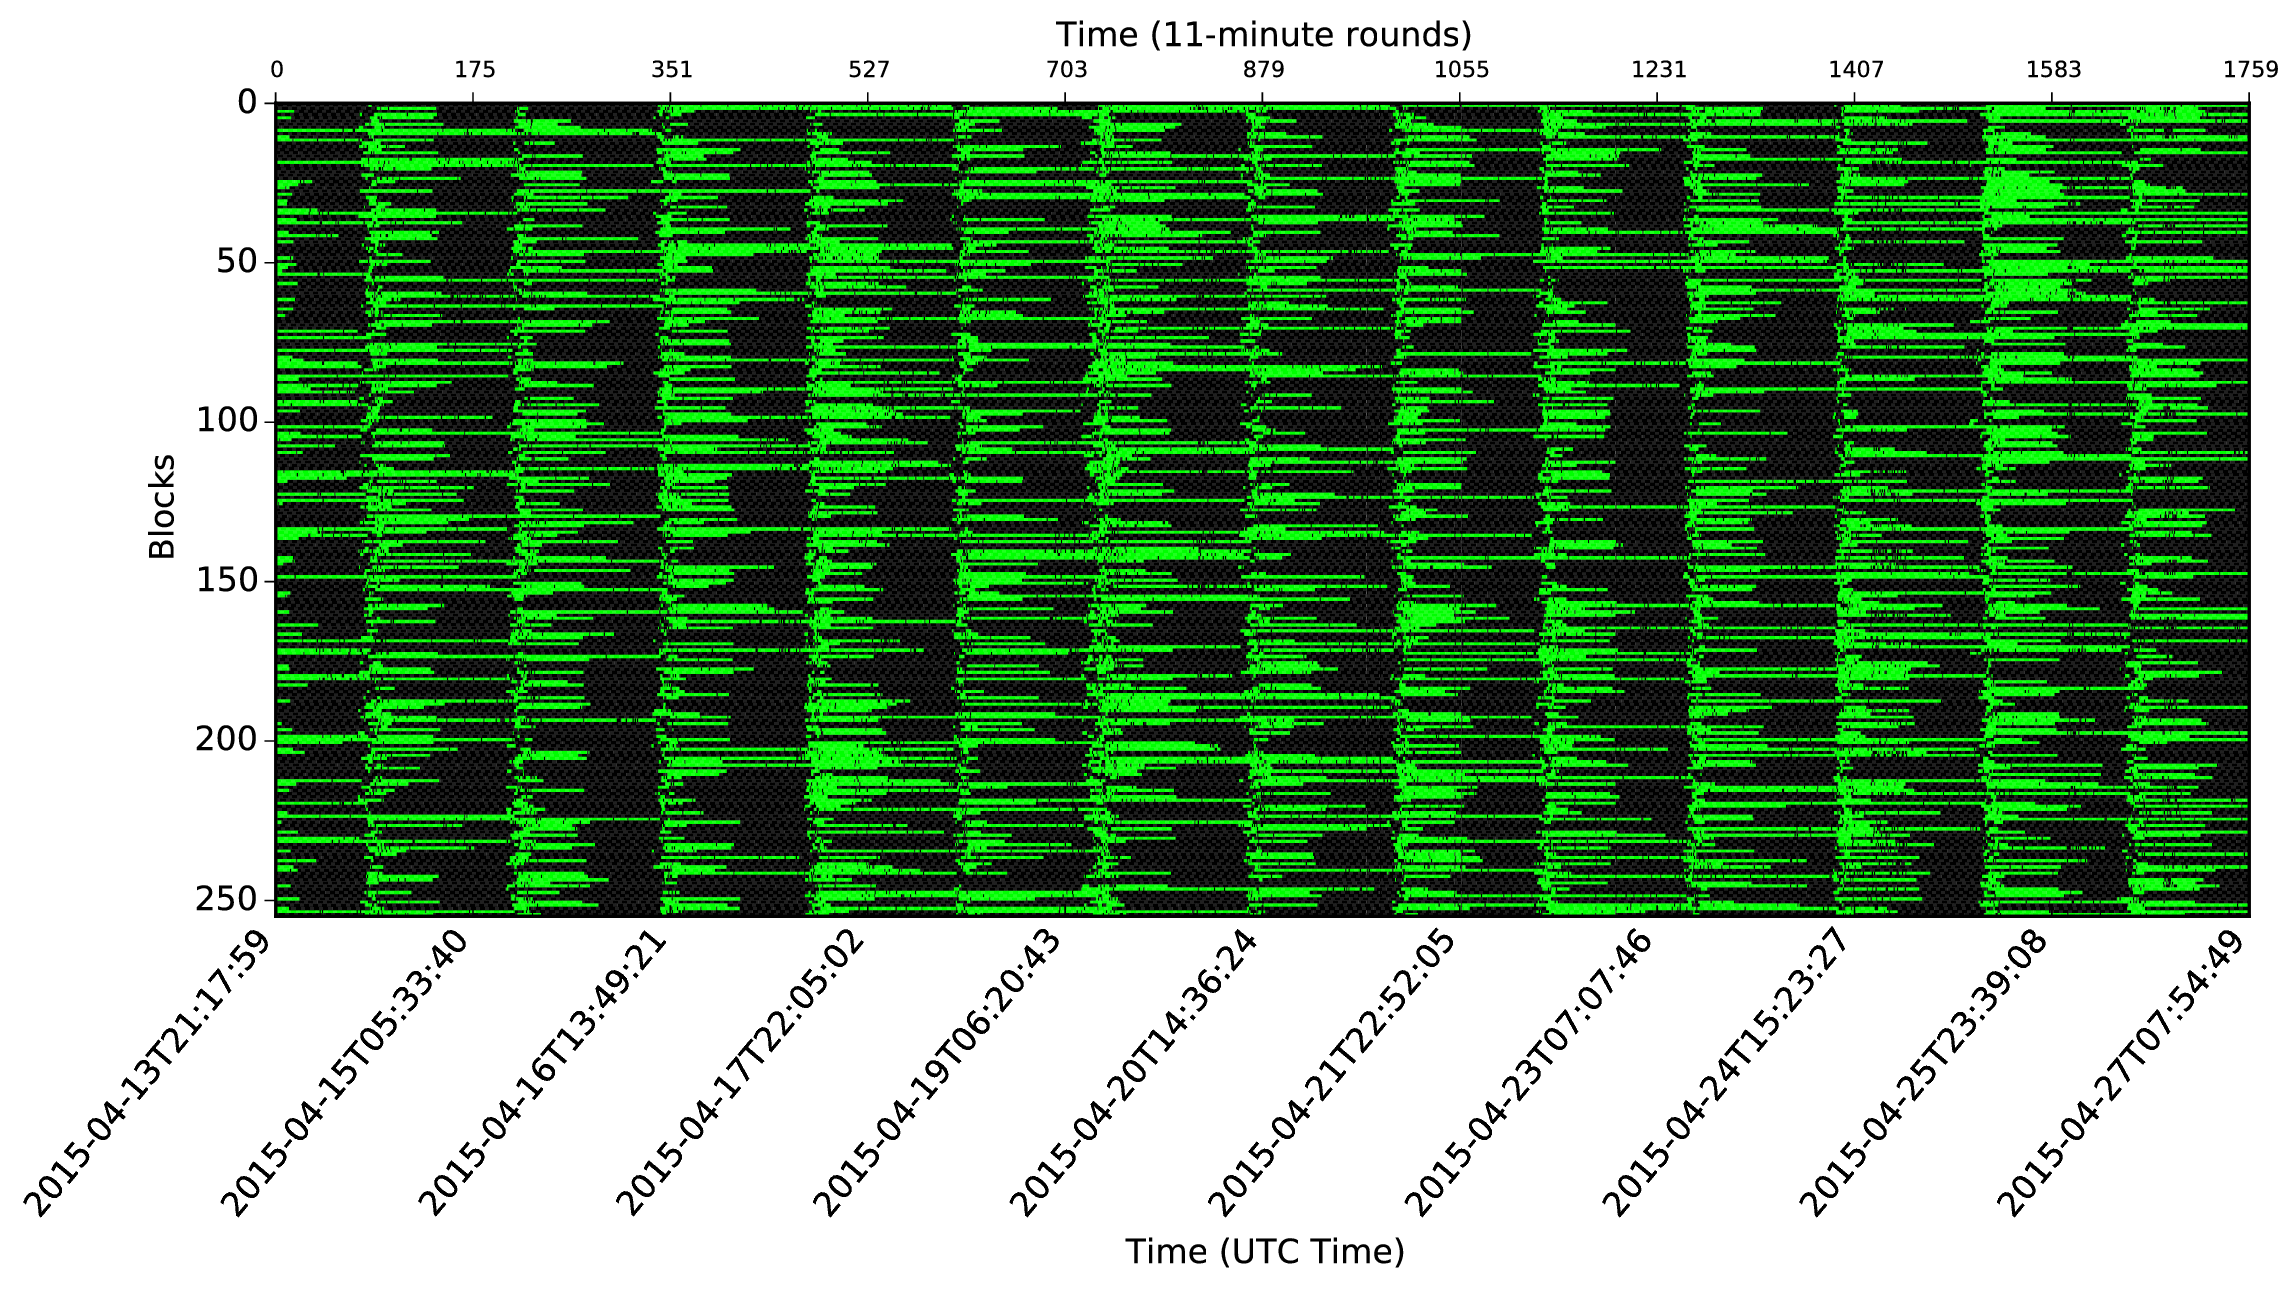 Time (11-minute rounds)
0 175 351 527 703 879 1055 1231 1407 1583 1759
0
50
100
150
200
250
Blocks
2015-04-13T21:17:59
2015-04-15T05:33:40
2015-04-16T13:49:21
2015-04-17T22:05:02
2015-04-19T06:20:43
2015-04-20T14:36:24
2015-04-21T22:52:05
2015-04-23T07:07:46
2015-04-24T15:23:27
2015-04-25T23:39:08
2015-04-27T07:54:49
Time (UTC Time)